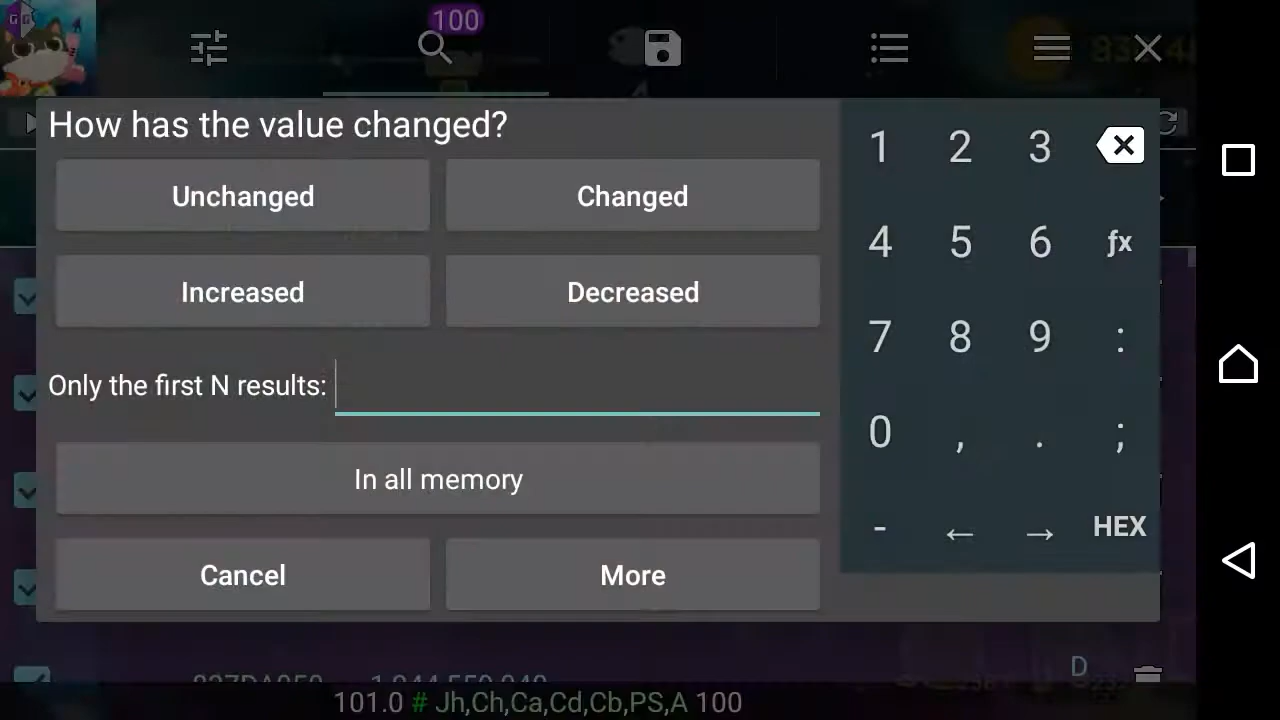 100
How has the value changed?
Unchanged
Changed
Increased
Decreased
Only the first N results:
In all memory
Cancel
More
1 2 3
4 5 6 ƒx
7 8 9 :
0 , . ;
- ← → HEX
D
101.0 # Jh,Ch,Ca,Cd,Cb,PS,A 100